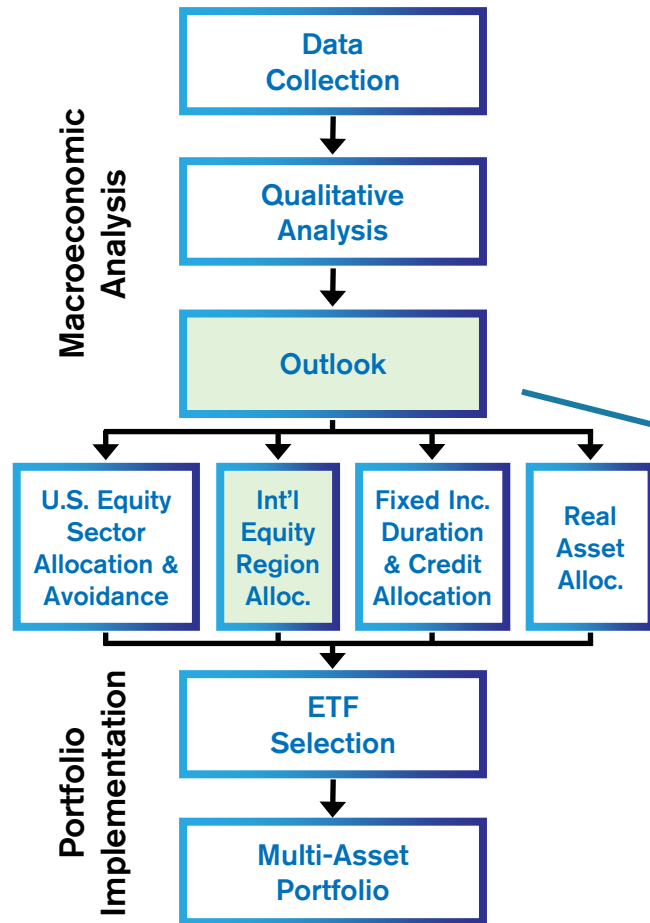 Macroeconomic
Analysis
Data
Collection
Qualitative
Analysis
Outlook
U.S. Equity
Sector
Allocation &
Avoidance
Int'l
Equity
Region
Alloc.
Fixed Inc.
Duration
& Credit
Allocation
Real
Asset
Alloc.
Portfolio
Implementation
ETF
Selection
Multi-Asset
Portfolio